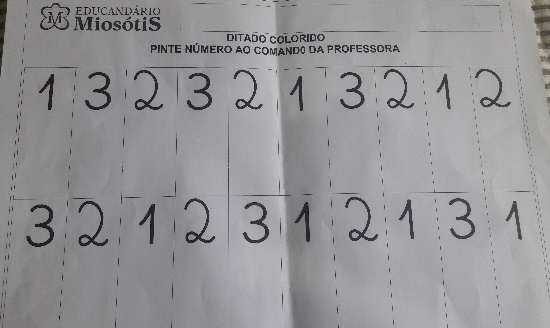 EDUCANDÁRIO
MiosótiS
DITADO COLORIDO
PINTE NÚMERO AO COMANDO DA PROFESSORA
1 3 2 3 2 1 3 2 1 2
3 2 1 2 3 1 2 1 3 1